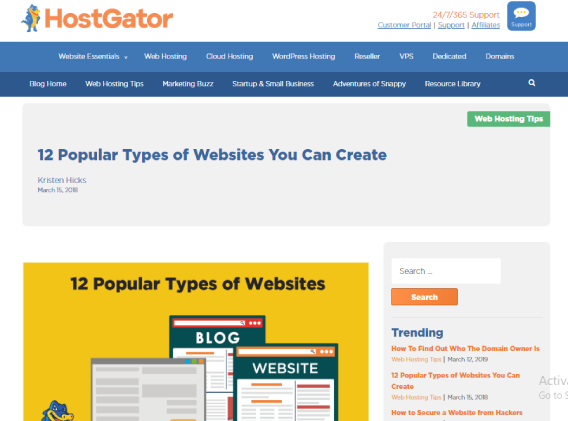 HostGator
24/7/365 Support
Customer Portal | Support | Affiliates
Support
Website Essentials Web Hosting Cloud Hosting WordPress Hosting Reseller VPS Dedicated Domains
Blog Home Web Hosting Tips Marketing Buzz Startup & Small Business Adventures of Snappy Resource Library
Web Hosting Tips
12 Popular Types of Websites You Can Create
Kristen Hicks
March 15, 2018
12 Popular Types of Websites
BLOG
WEBSITE
Search ...
Search
Trending
How To Find Out Who The Domain Owner Is
Web Hosting Tips | March 12, 2019
12 Popular Types of Websites You Can
Create
Web Hosting Tips | March 15, 2018
How to Secure a Website from Hackers
Activa
Go to S